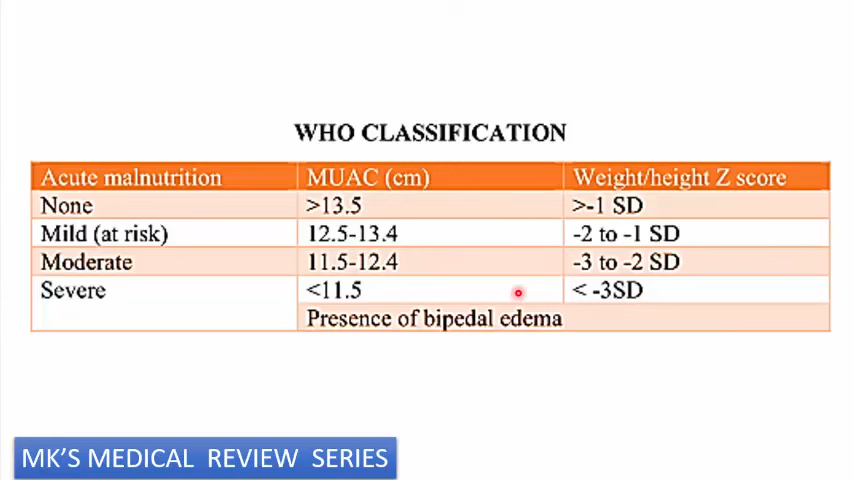 WHO CLASSIFICATION
Acute malnutrition MUAC (cm) Weight/height Z score
None >13.5 >-1 SD
Mild (at risk) 12.5-13.4 -2 to -1 SD
Moderate 11.5-12.4 -3 to -2 SD
Severe <11.5 < -3SD
Presence of bipedal edema
MK'S MEDICAL REVIEW SERIES